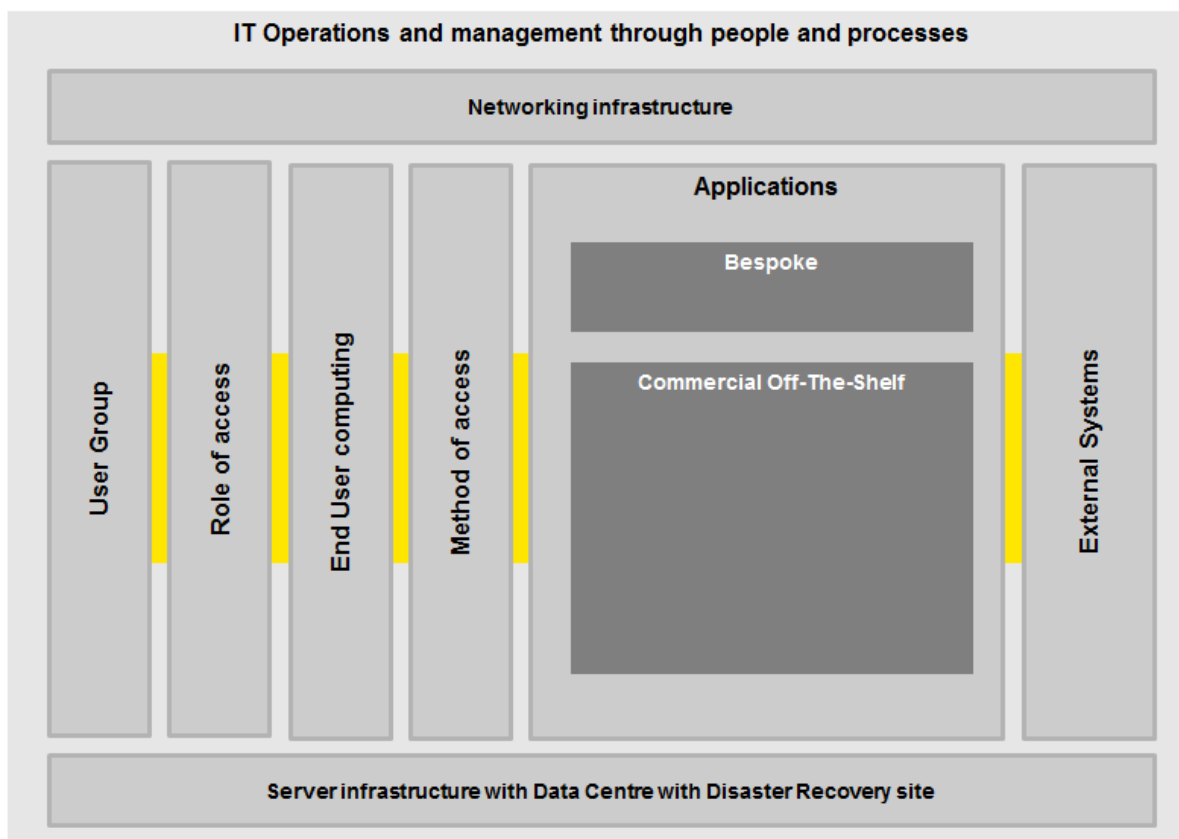 IT Operations and management through people and processes
Networking infrastructure
User Group
Role of access
End User computing
Method of access
Applications
Bespoke
Commercial Off-The-Shelf
External Systems
Server infrastructure with Data Centre with Disaster Recovery site